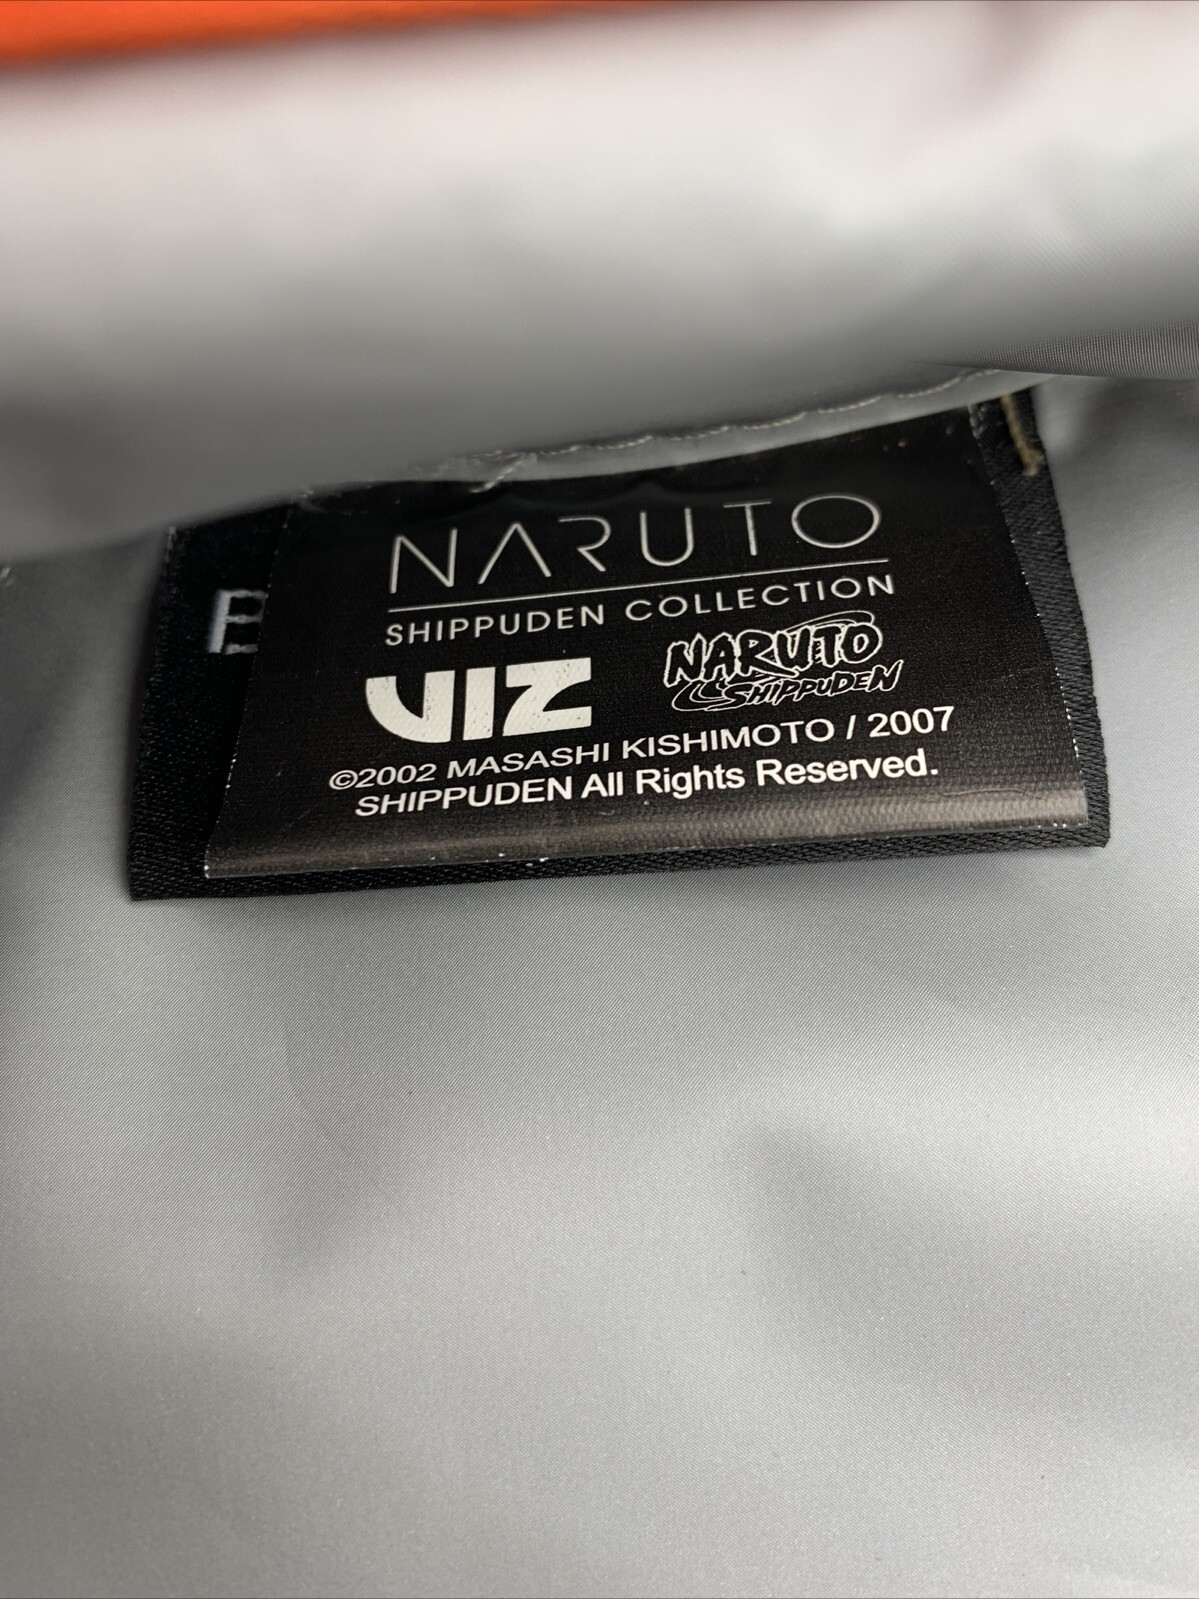 NARUTO
SHIPPUDEN COLLECTION
VIZ
NARUTO
SHIPPUDEN
©2002 MASASHI KISHIMOTO / 2007
SHIPPUDEN All Rights Reserved.